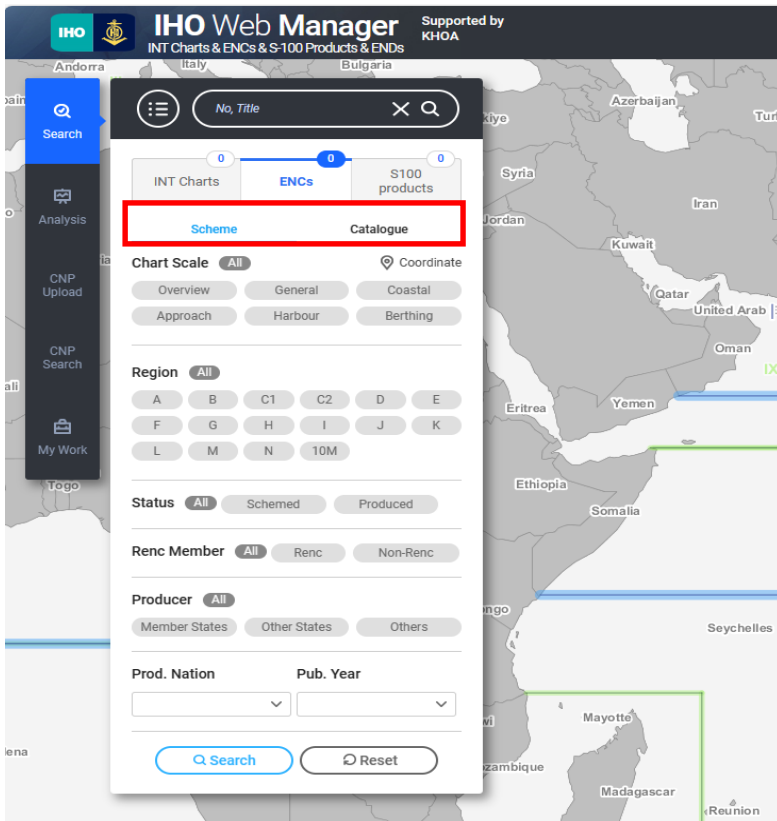 IHO
IHO Web Manager
INT Charts & ENCs & S-100 Products & ENDs
Supported by
KHOA
Andorra
Italy
Bulgaria
Azerbaijan
Syria
Iran
Jordan
Kuwait
Qatar
United Arab
Oman
IX
Yemen
Eritrea
Ethiopia
Somalia
Togo
Seychelles
Mayotte
Madagascar
Reunion
Search
Analysis
CNP
Upload
CNP
Search
My Work
No, Title
0 0 0
INT Charts ENCs S100
products
Scheme Catalogue
Chart Scale All Coordinate
Overview General Coastal
Approach Harbour Berthing
Region All
A B C1 C2 D E
F G H I J K
L M N 10M
Status All Schemed Produced
Renc Member All Renc Non-Renc
Producer All
Member States Other States Others
Prod. Nation Pub. Year
Search Reset